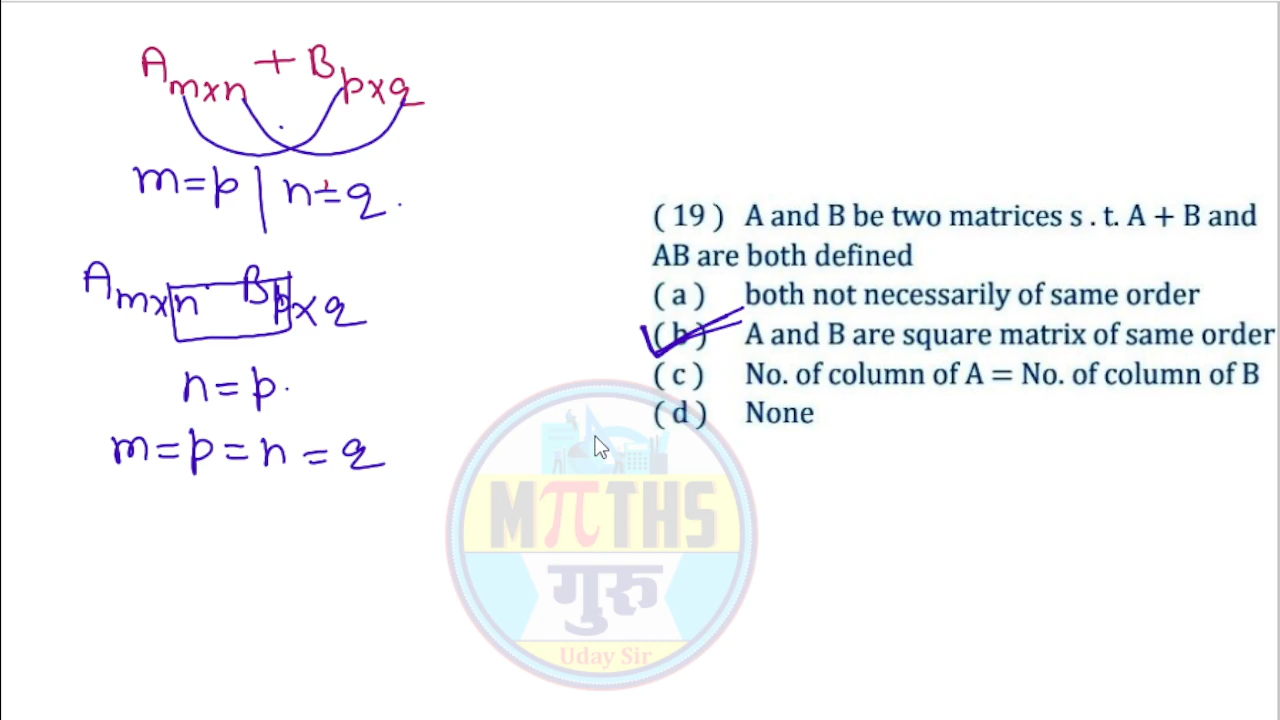 A m×n + B p×q
m=p | n=q.
A m×n B p×q
n=p.
m=p=n=q
( 19 ) A and B be two matrices s . t. A + B and
AB are both defined
( a ) both not necessarily of same order
( b ) A and B are square matrix of same order
( c ) No. of column of A = No. of column of B
( d ) None
MπTHS
गुरु
Uday Sir